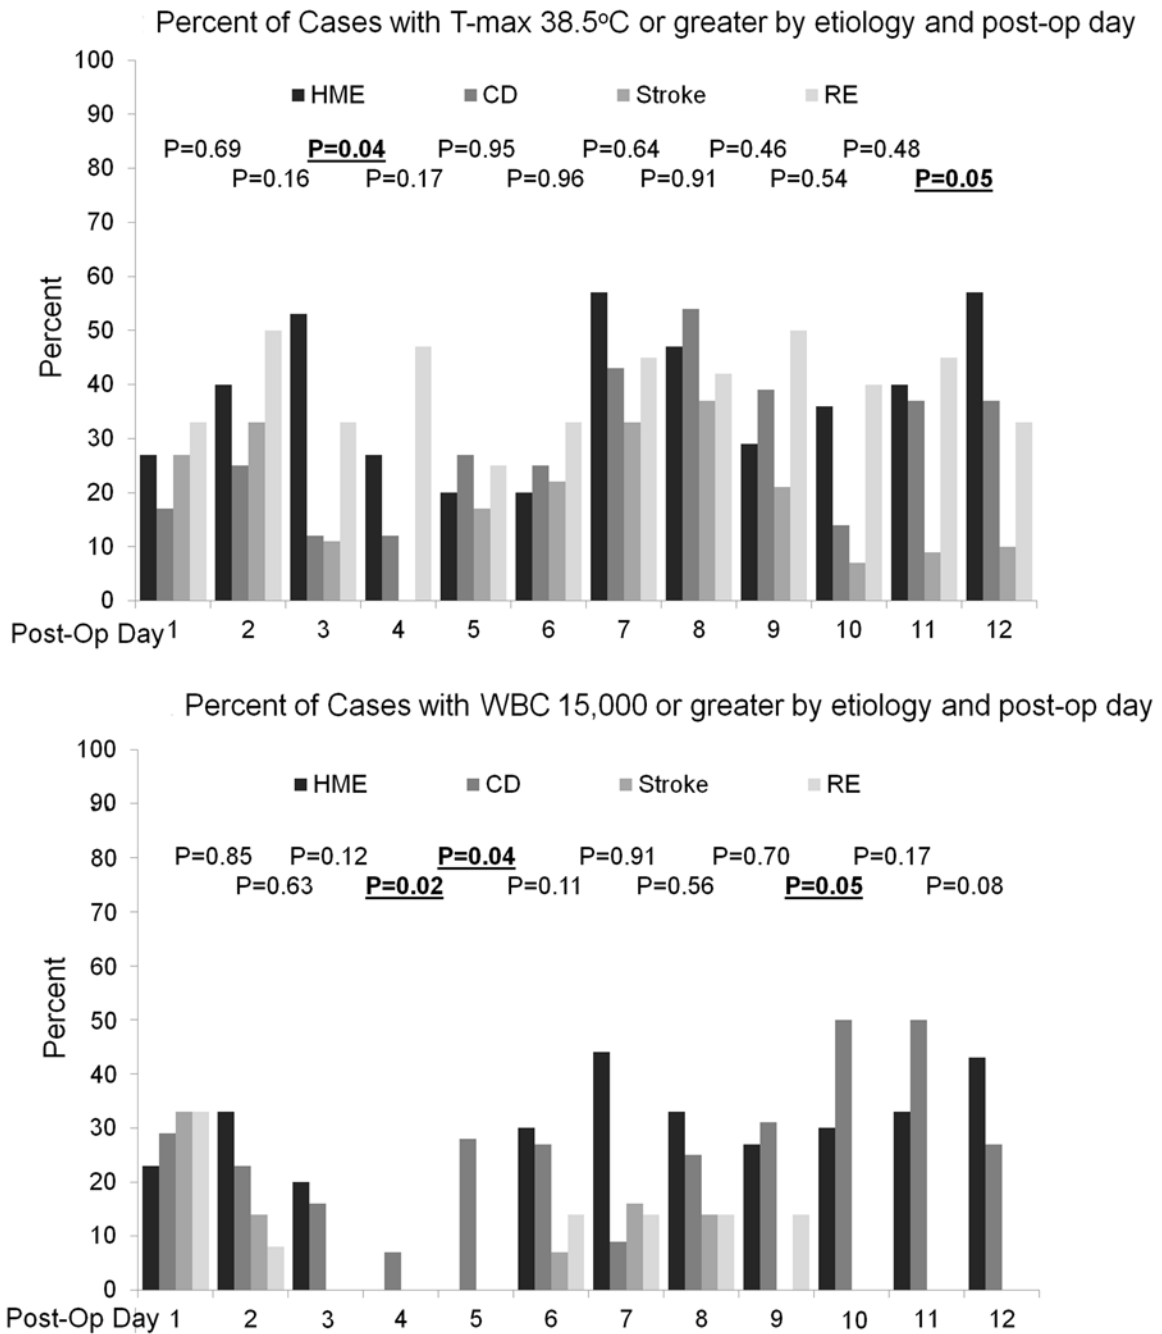 Percent of Cases with T-max 38.5ºC or greater by etiology and post-op day
100
HME CD Stroke RE
90
P=0.69 P=0.04 P=0.95 P=0.64 P=0.46 P=0.48
80
P=0.16 P=0.17 P=0.96 P=0.91 P=0.54 P=0.05
70
60
50
40
30
20
10
0
Percent
Post-Op Day 1 2 3 4 5 6 7 8 9 10 11 12
Percent of Cases with WBC 15,000 or greater by etiology and post-op day
100
HME CD Stroke RE
90
P=0.85 P=0.12 P=0.04 P=0.91 P=0.70 P=0.17
80
P=0.63 P=0.02 P=0.11 P=0.56 P=0.05 P=0.08
70
60
50
40
30
20
10
0
Percent
Post-Op Day 1 2 3 4 5 6 7 8 9 10 11 12